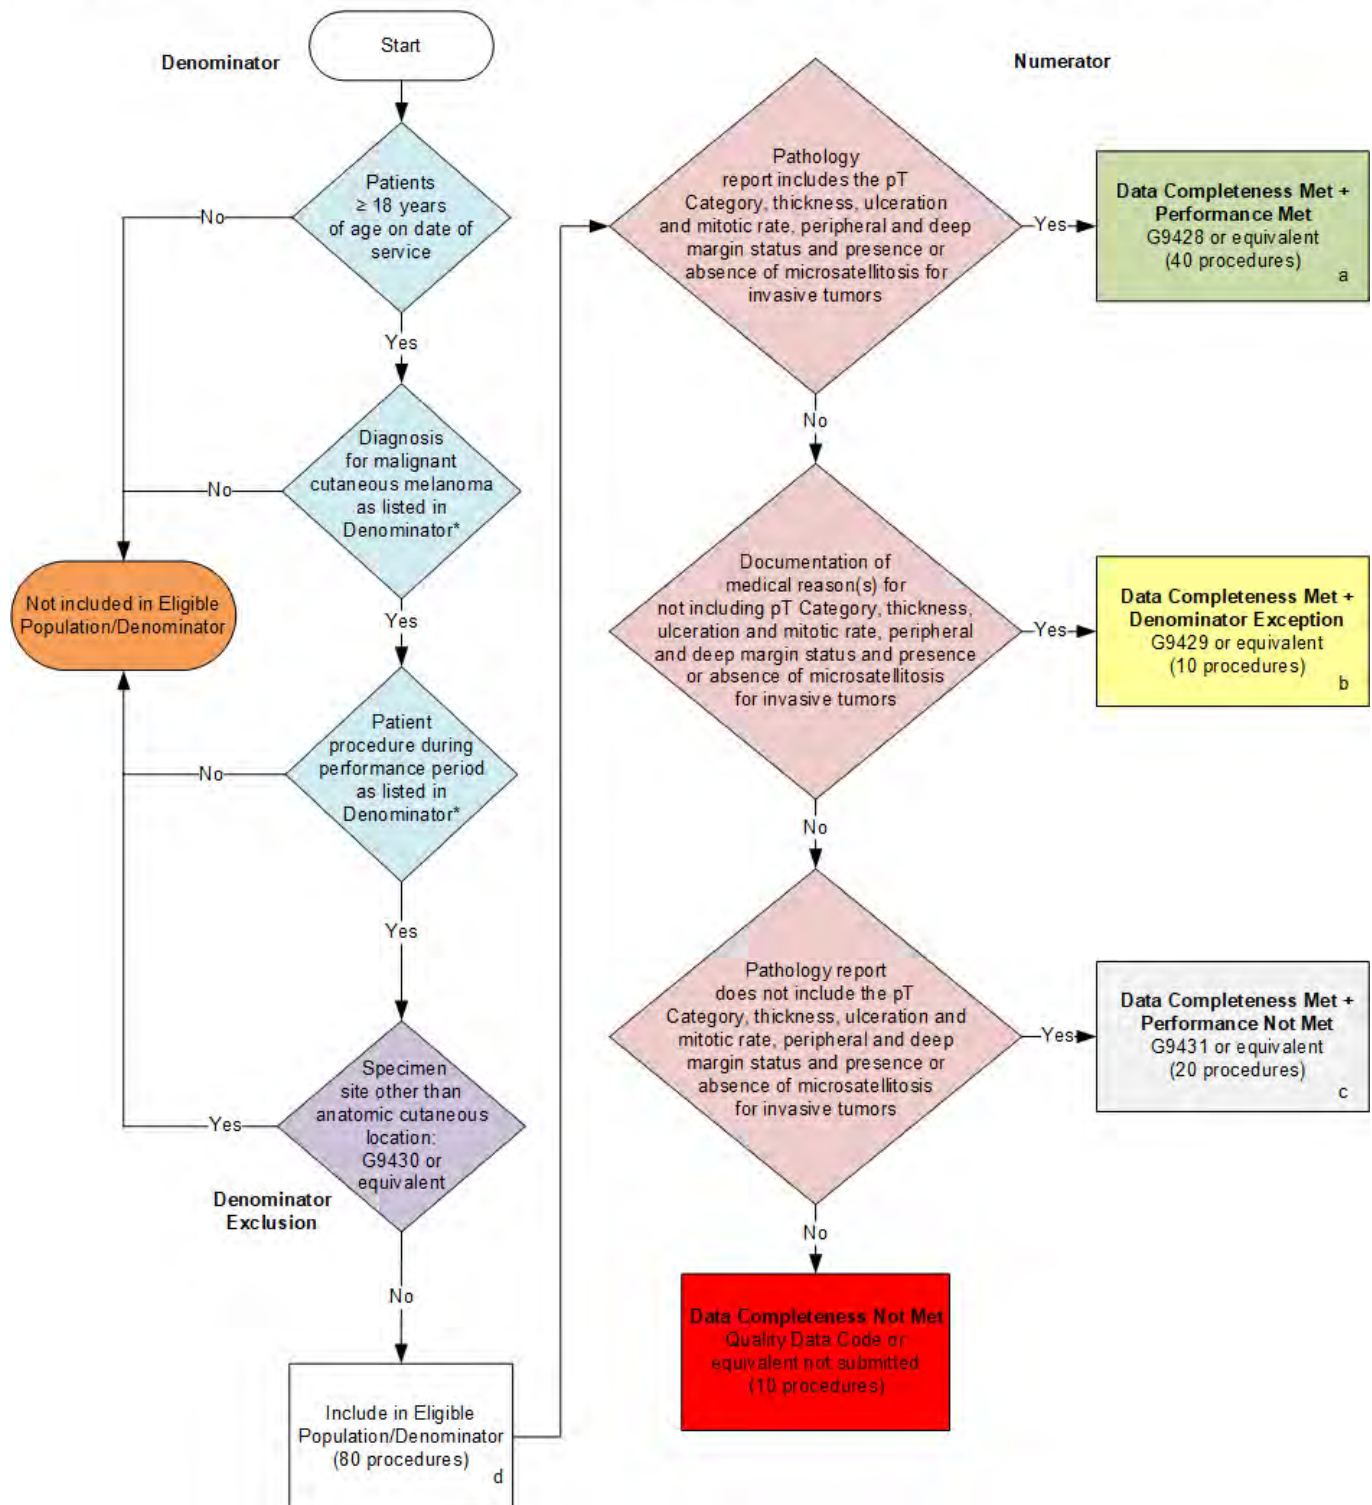 Start
Denominator
Patients
≥ 18 years
of age on date of
service
No
Yes
Diagnosis
for malignant
cutaneous melanoma
as listed in
Denominator*
No
Yes
Not included in Eligible
Population/Denominator
Patient
procedure during
performance period
as listed in
Denominator*
No
Yes
Specimen
site other than
anatomic cutaneous
location:
G9430 or
equivalent
Yes
Denominator
Exclusion
No
Include in Eligible
Population/Denominator
(80 procedures)
d
Numerator
Pathology
report includes the pT
Category, thickness, ulceration
and mitotic rate, peripheral and deep
margin status and presence or
absence of microsatellitosis for
invasive tumors
Yes
Data Completeness Met +
Performance Met
G9428 or equivalent
(40 procedures)
a
No
Documentation of
medical reason(s) for
not including pT Category, thickness,
ulceration and mitotic rate, peripheral
and deep margin status and presence
or absence of microsatellitosis
for invasive tumors
Yes
Data Completeness Met +
Denominator Exception
G9429 or equivalent
(10 procedures)
b
No
Pathology report
does not include the pT
Category, thickness, ulceration and
mitotic rate, peripheral and deep
margin status and presence or
absence of microsatellitosis
for invasive tumors
Yes
Data Completeness Met +
Performance Not Met
G9431 or equivalent
(20 procedures)
c
No
Data Completeness Not Met
Quality Data Code or
equivalent not submitted
(10 procedures)